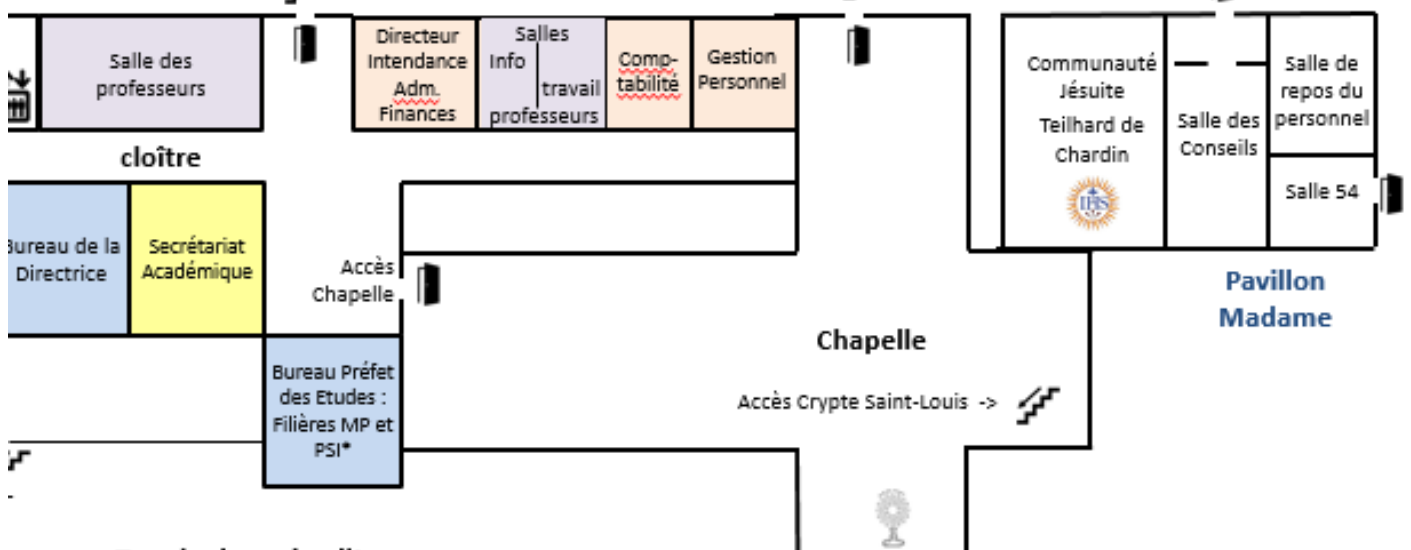 Salle des
professeurs
Directeur
Intendance
Adm.
Finances
Salles
Info
travail
professeurs
Comp-
tabilité
Gestion
Personnel
Communauté
Jésuite
Teilhard de
Chardin
IHS
Salle des
Conseils
Salle de
repos du
personnel
Salle 54
cloître
Bureau de la
Directrice
Secrétariat
Académique
Accès
Chapelle
Bureau Préfet
des Etudes :
Filières MP et
PSI*
Chapelle
Accès Crypte Saint-Louis ->
Pavillon
Madame